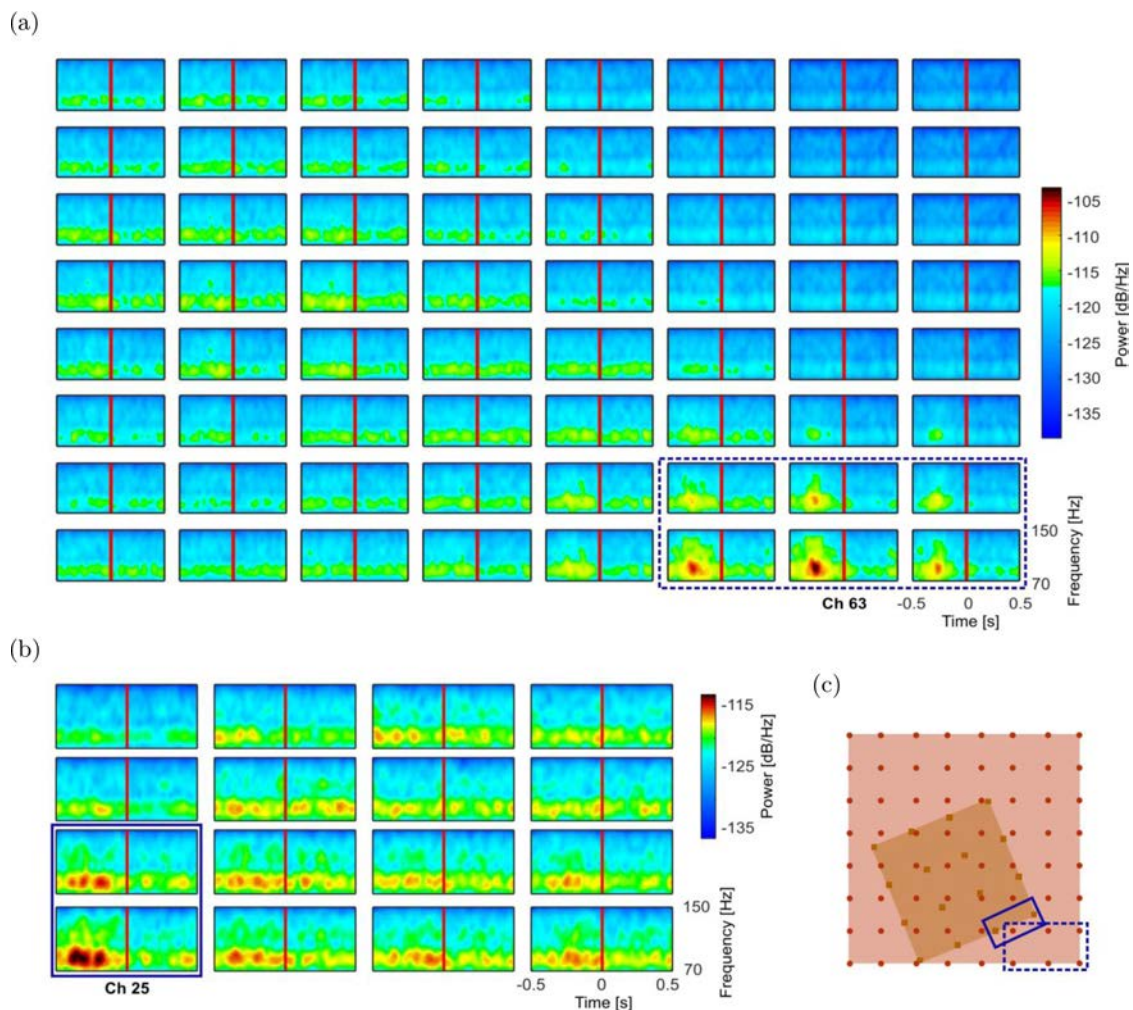 (a)
-105
-110
-115
-120
-125
-130
-135
Power [dB/Hz]
150
70
Frequency [Hz]
Ch 63
-0.5 0 0.5
Time [s]
(b)
-115
-125
-135
Power [dB/Hz]
150
70
Frequency [Hz]
Ch 25
-0.5 0 0.5
Time [s]
(c)